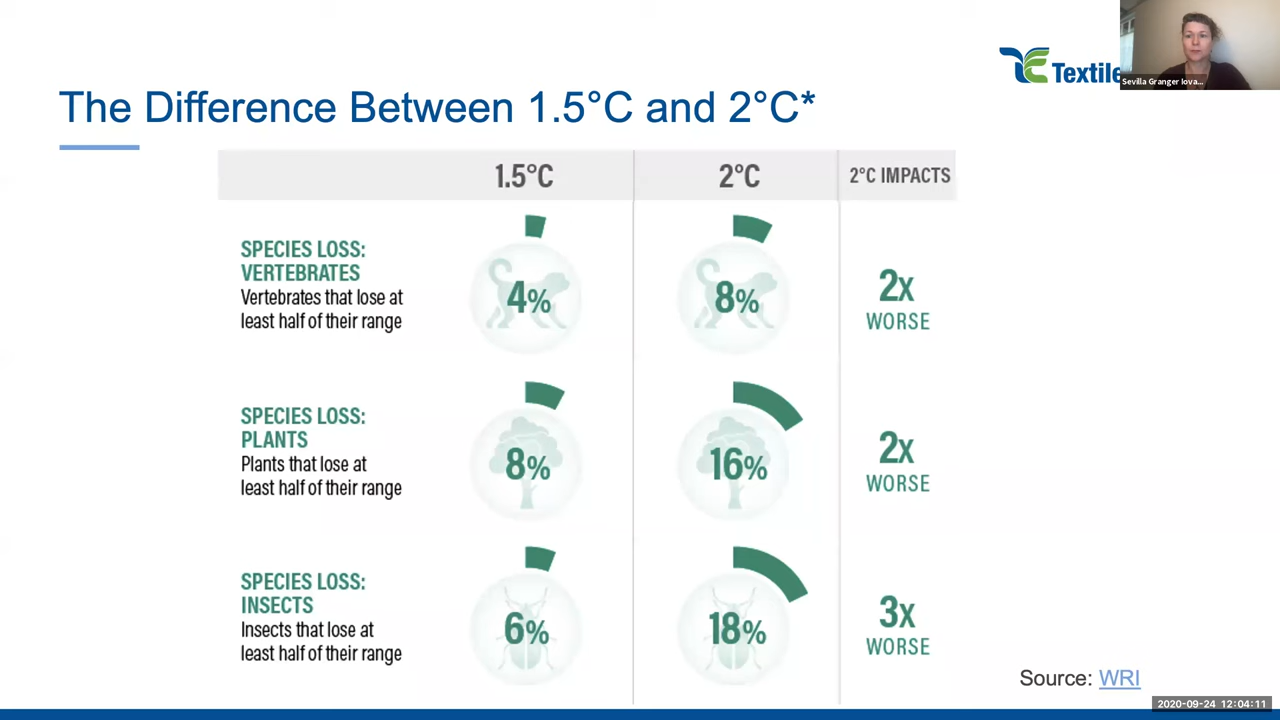 Textile
Sevilla Granger Iova...
The Difference Between 1.5°C and 2°C*
1.5°C 2°C 2°C IMPACTS
SPECIES LOSS:
VERTEBRATES
Vertebrates that lose at
least half of their range
4% 8% 2x
WORSE
SPECIES LOSS:
PLANTS
Plants that lose at
least half of their range
8% 16% 2x
WORSE
SPECIES LOSS:
INSECTS
Insects that lose at
least half of their range
6% 18% 3x
WORSE
Source: WRI
2020-09-24 12:04:11